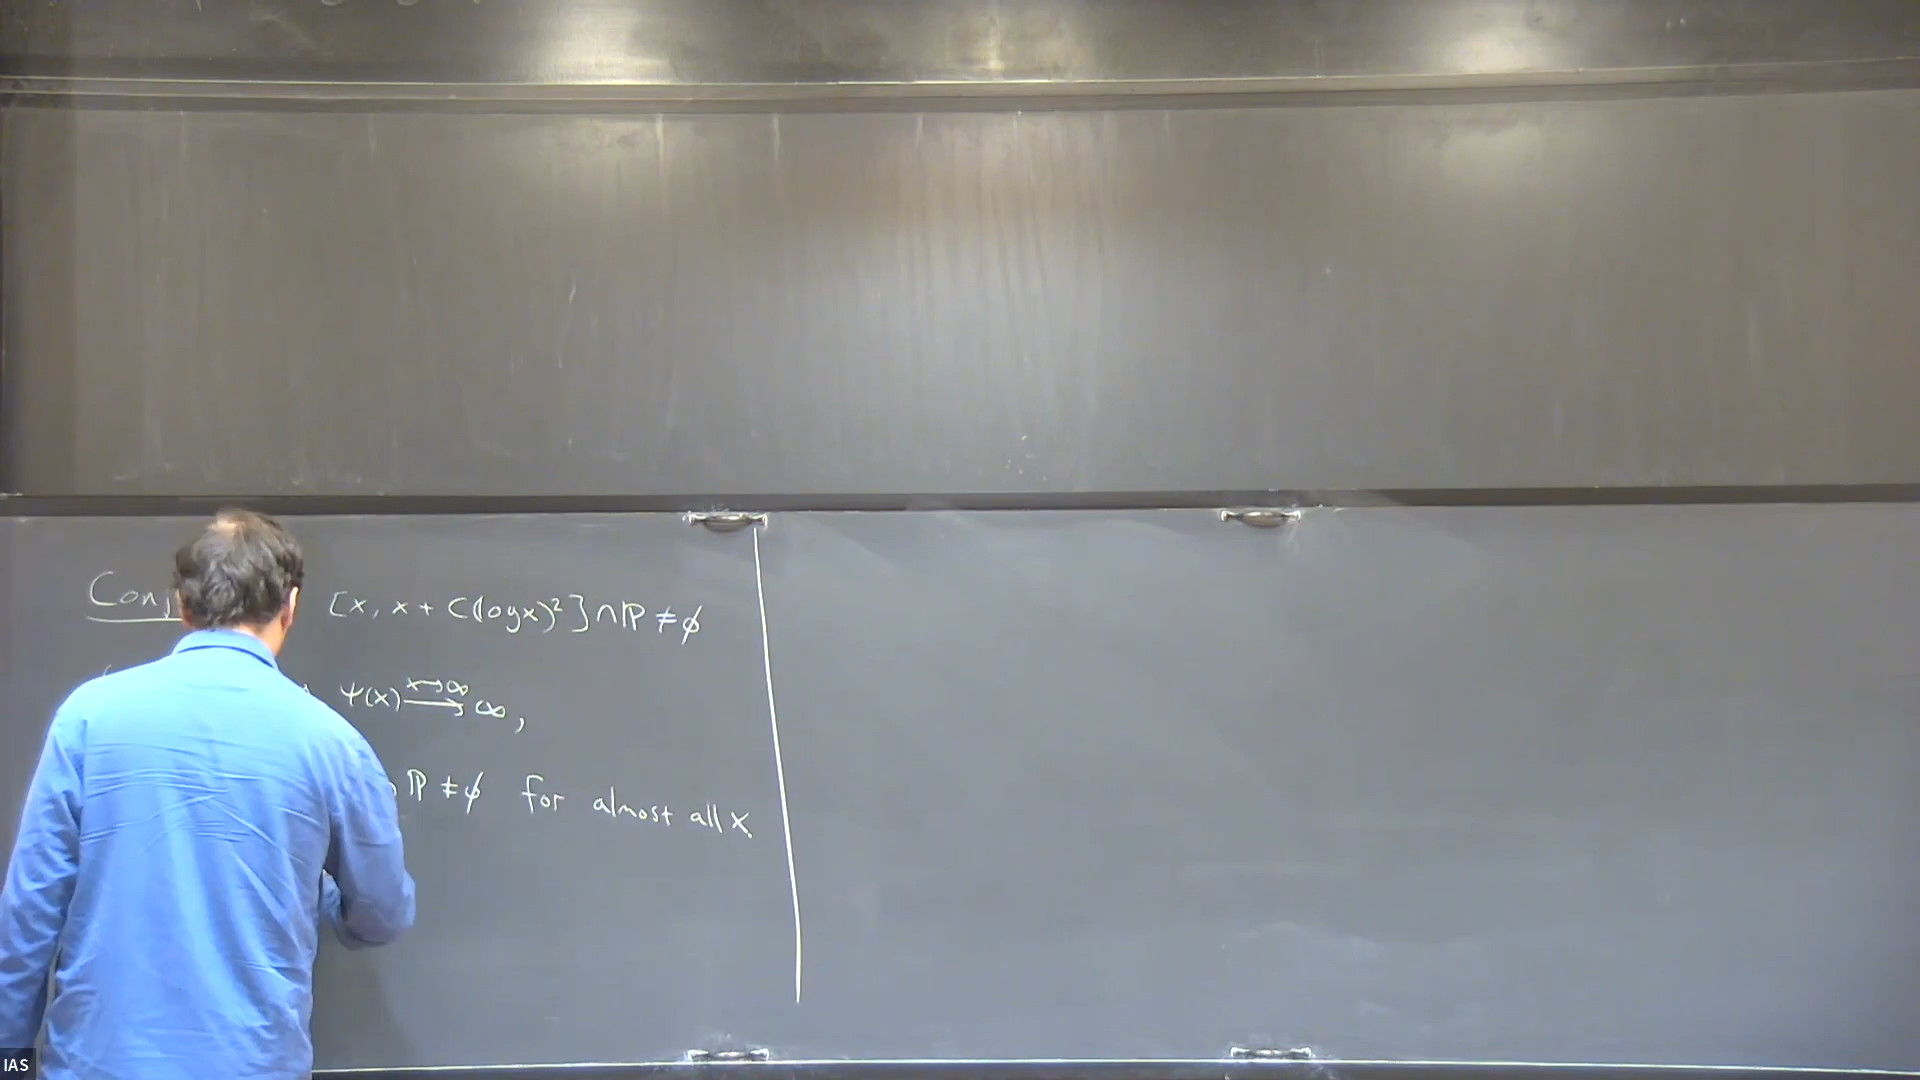 Conj [x, x + C(log x)²] ∩ ℙ ≠ ϕ
ψ(x) x→∞ ⟶ ∞,
ℙ ≠ ϕ for almost all x.
IAS